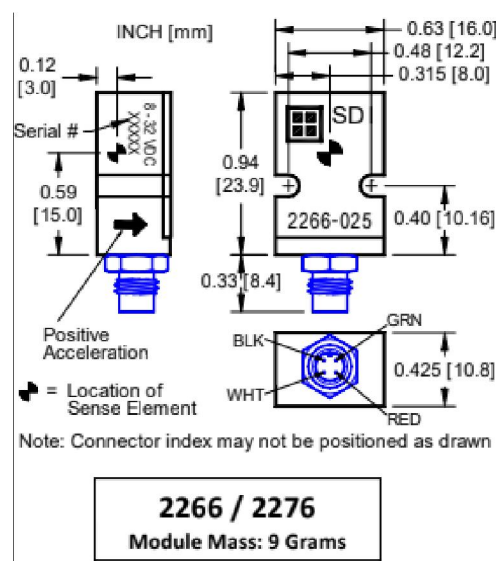 INCH [mm]
0.12
[3.0]
0.63 [16.0]
0.48 [12.2]
0.315 [8.0]
Serial #
8-32 VDC
XXXXX
SDI
0.94
[23.9]
0.59
[15.0]
2266-025
0.40 [10.16]
0.33 [8.4]
Positive
Acceleration
BLK
GRN
WHT
RED
0.425 [10.8]
= Location of
Sense Element
Note: Connector index may not be positioned as drawn
2266 / 2276
Module Mass: 9 Grams